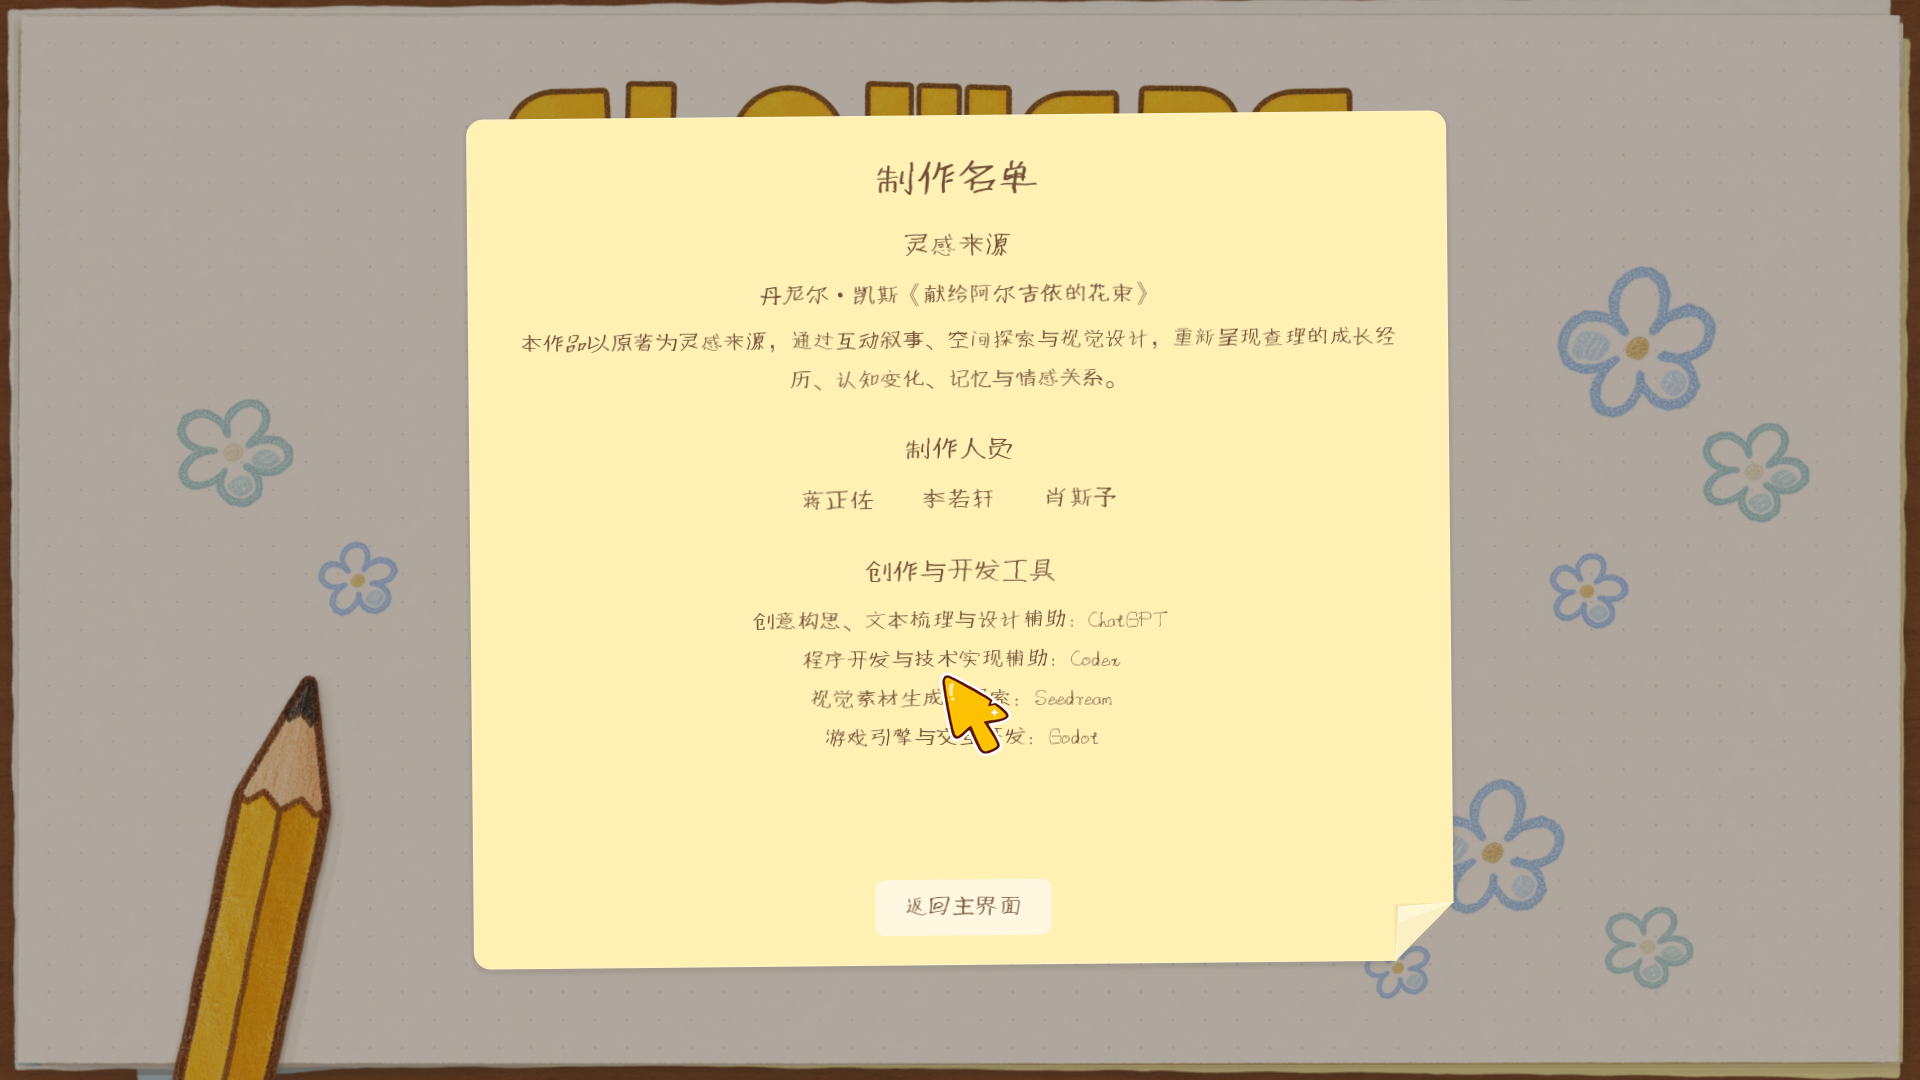 制作名单
灵感来源
丹尼尔·凯斯《献给阿尔吉侬的花束》
本作品以原著为灵感来源，通过互动叙事、空间探索与视觉设计，重新呈现查理的成长经
历、认知变化、记忆与情感关系。
制作人员
蒋正佐 李若轩 肖斯予
创作与开发工具
创意构思、文本梳理与设计辅助：ChatGPT
程序开发与技术实现辅助：Codex
视觉素材生成 索：Seedream
游戏引擎与交 开发：Godot
返回主界面